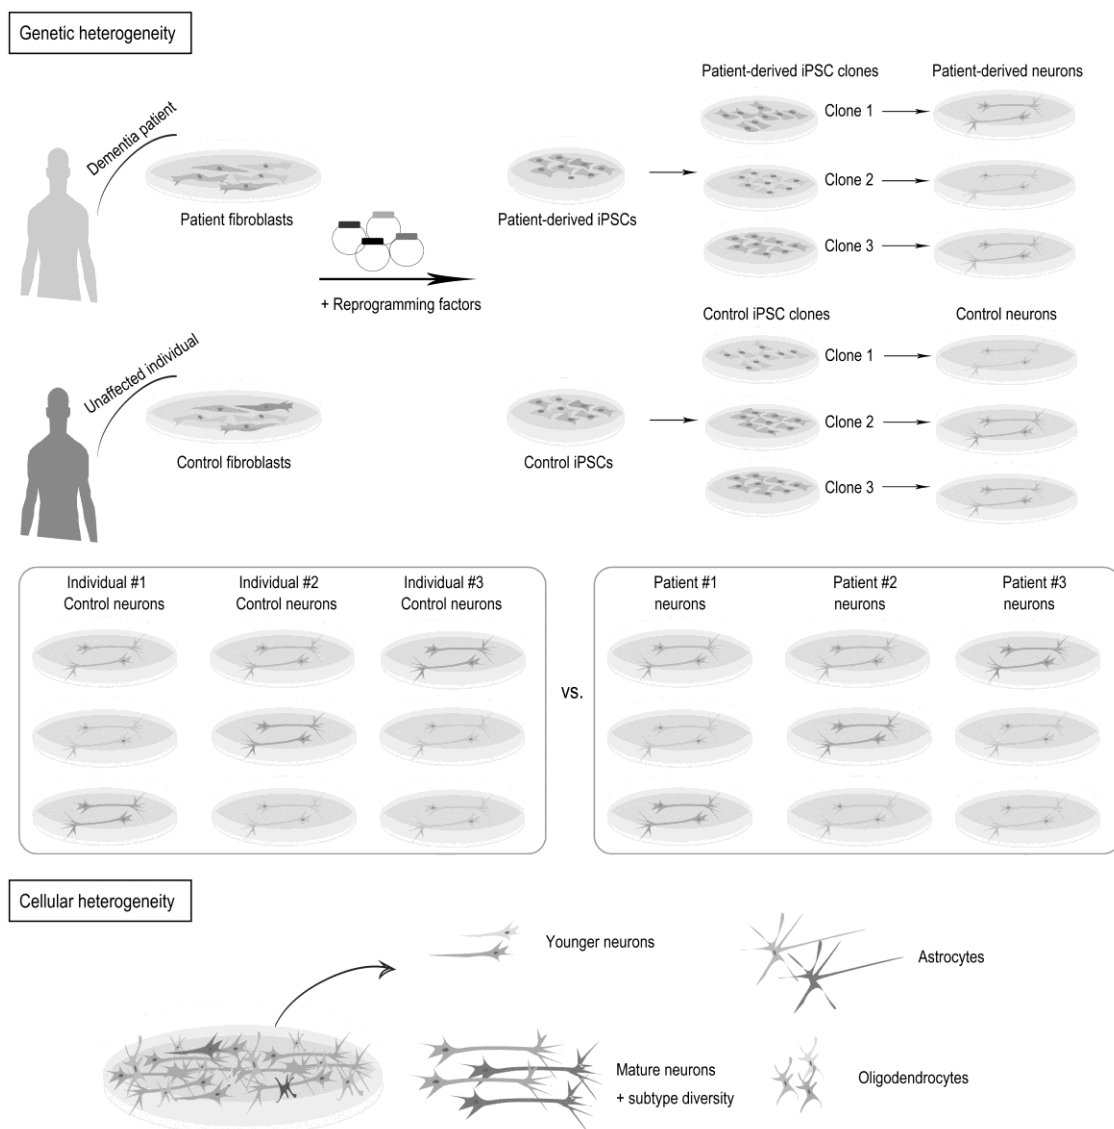 Genetic heterogeneity
Patient-derived iPSC clones
Patient-derived neurons
Dementia patient
Clone 1
Clone 2
Clone 3
Patient fibroblasts
Patient-derived iPSCs
+ Reprogramming factors
Control iPSC clones
Control neurons
Unaffected individual
Clone 1
Clone 2
Clone 3
Control fibroblasts
Control iPSCs
Individual #1
Control neurons
Individual #2
Control neurons
Individual #3
Control neurons
vs.
Patient #1
neurons
Patient #2
neurons
Patient #3
neurons
Cellular heterogeneity
Younger neurons
Astrocytes
Mature neurons
+ subtype diversity
Oligodendrocytes